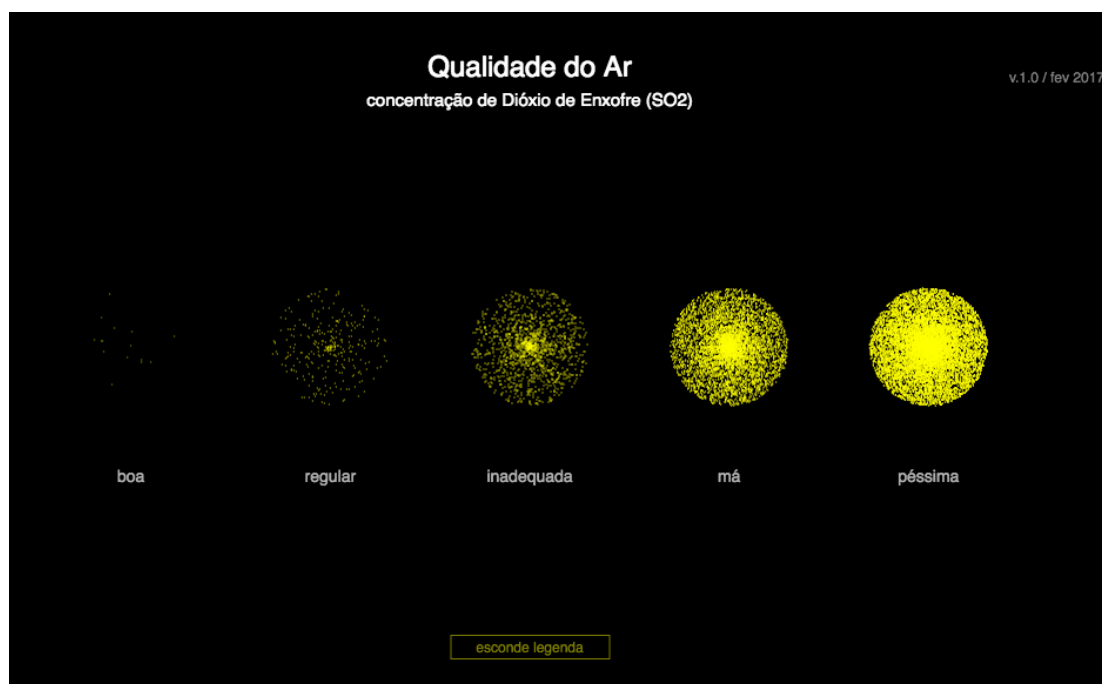 Qualidade do Ar
v.1.0 / fev 2017
concentração de Dióxio de Enxofre (SO2)
boa
regular
inadequada
má
péssima
esconde legenda